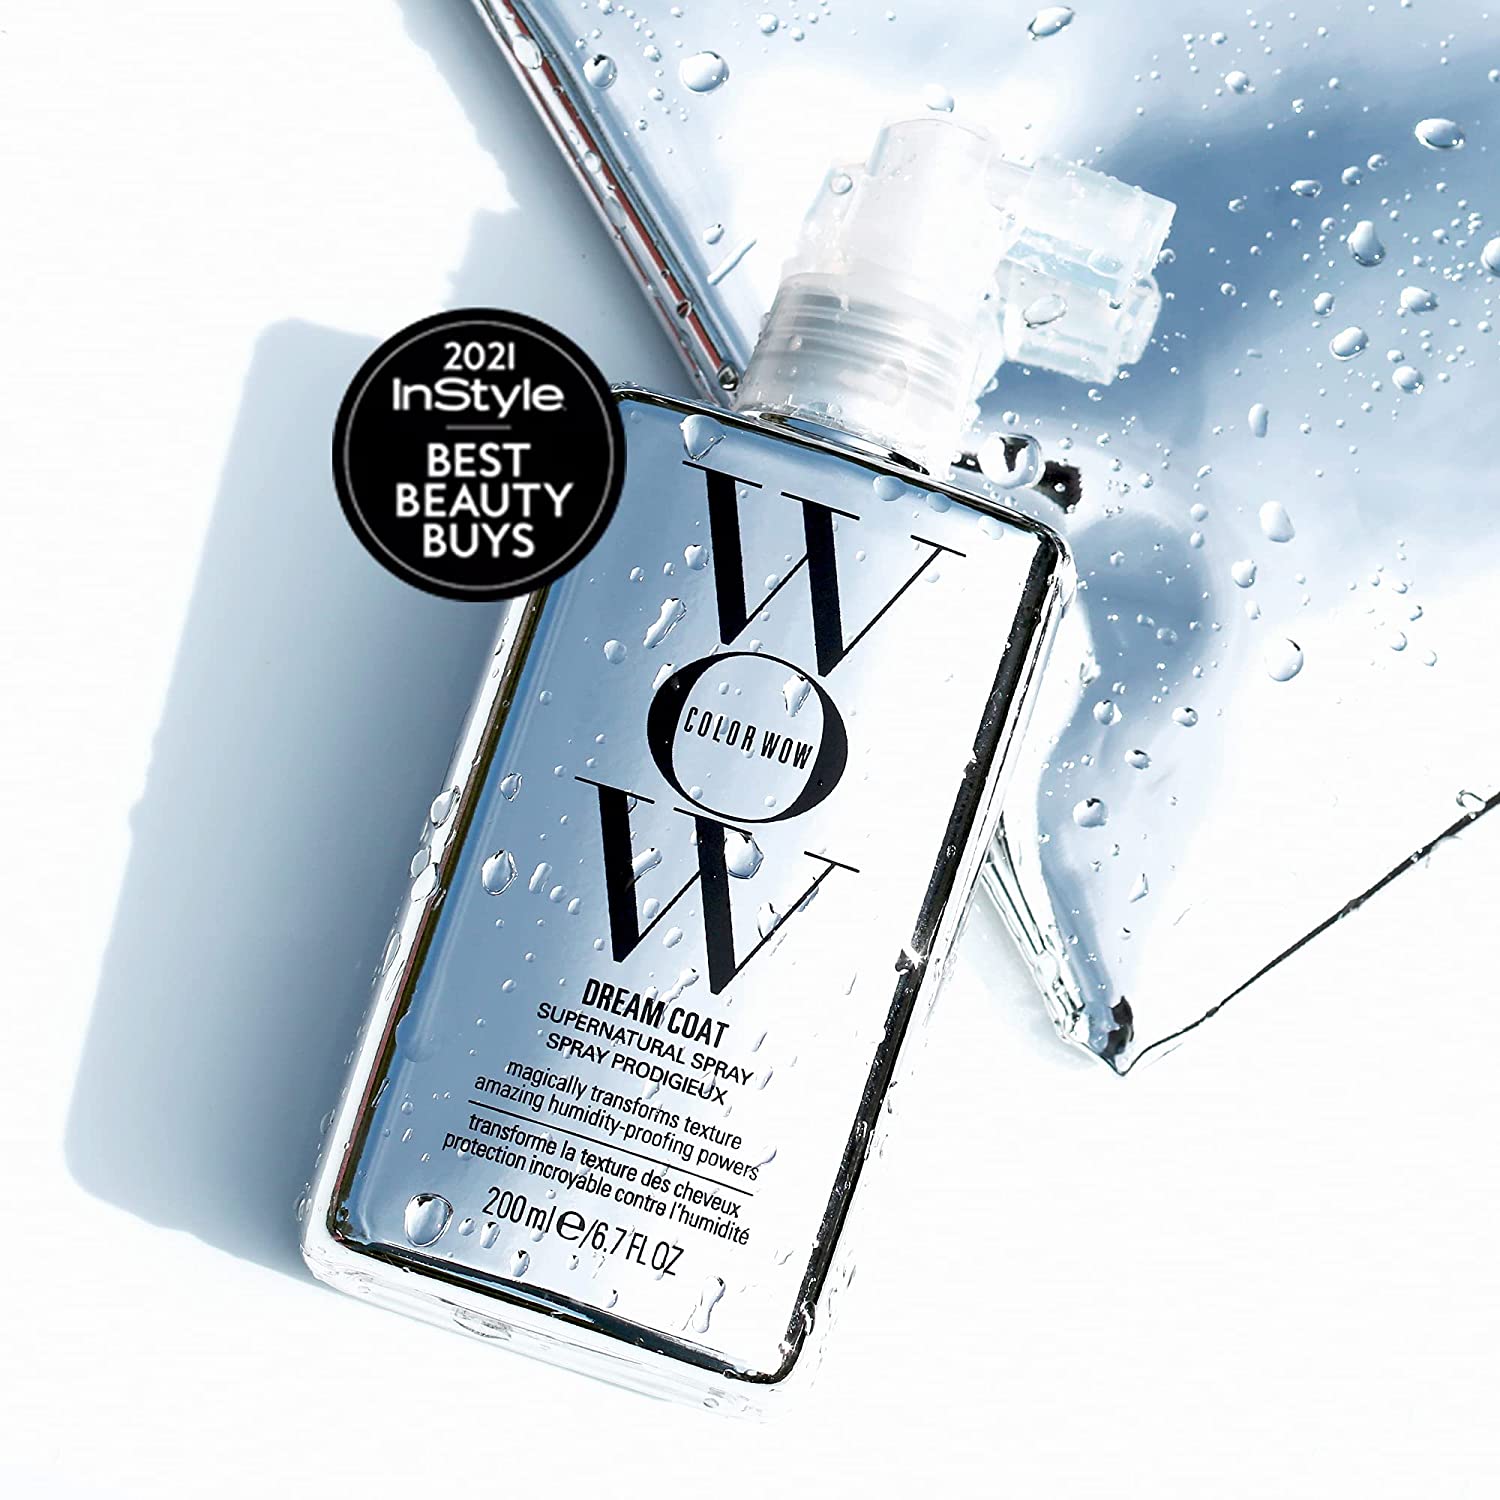 2021
InStyle
BEST
BEAUTY
BUYS
WOW
COLOR WOW
DREAM COAT
SUPERNATURAL SPRAY
SPRAY PRODIGIEUX
magically transforms texture
amazing humidity-proofing powers
transforme la texture des cheveux
protection incroyable contre l'humidité
200 ml e/6.7 FL OZ